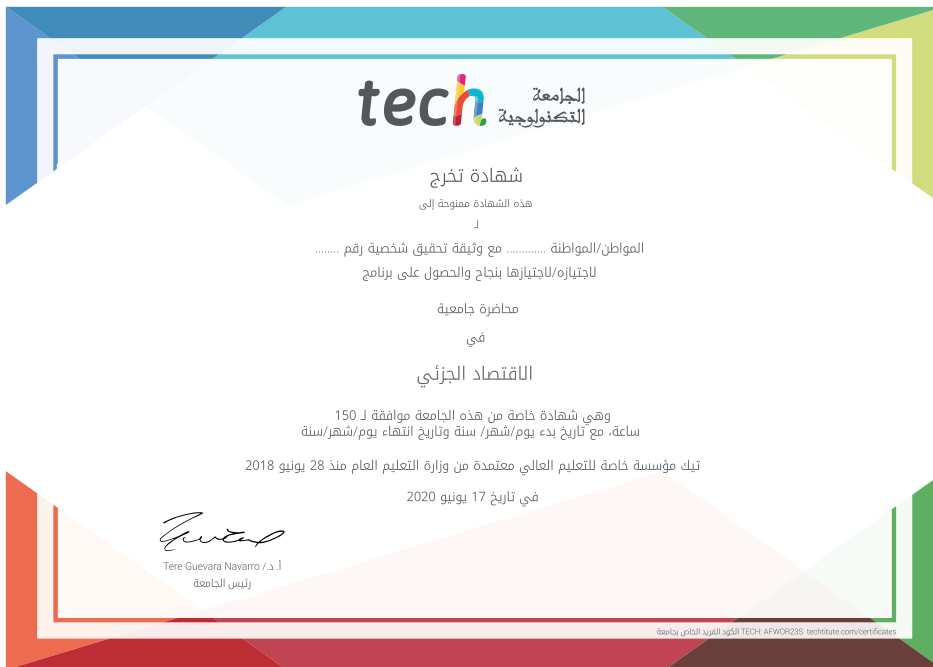 tech الجامعة
التكنولوجية
شهادة تخرج
هذه الشهادة ممنوحة إلى
لـ
المواطن/المواطنة ............. مع وثيقة تحقيق شخصية رقم ........
لاجتيازه/لاجتيازها بنجاح والحصول على برنامج
محاضرة جامعية
في
الاقتصاد الجزئي
وهي شهادة خاصة من هذه الجامعة موافقة لـ 150
ساعة، مع تاريخ بدء يوم/شهر/ سنة وتاريخ انتهاء يوم/شهر/سنة
تيك مؤسسة خاصة للتعليم العالي معتمدة من وزارة التعليم العام منذ 28 يونيو 2018
في تاريخ 17 يونيو 2020
أ. د./ Tere Guevara Navarro
رئيس الجامعة
الكود الفريد الخاص بجامعة TECH: AFWOR23S techtitute.com/certificates